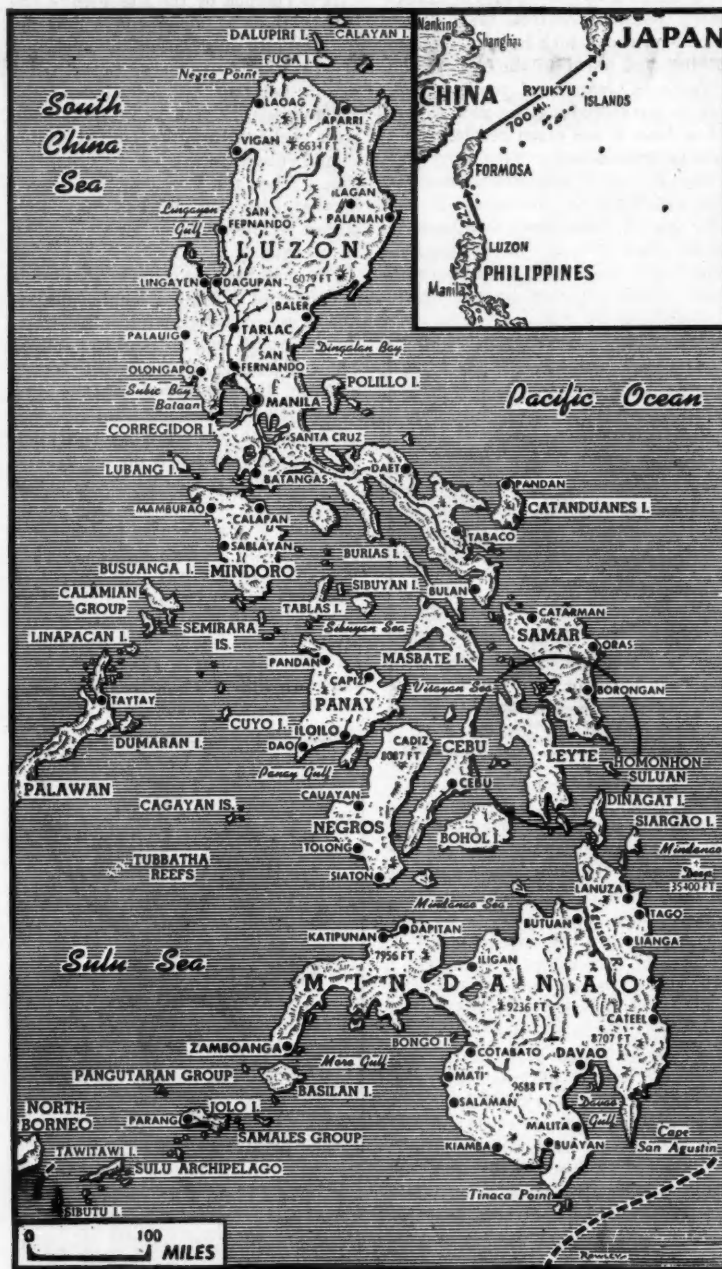 DALUPIRI I.
CALAYAN I.
FUGA I.
Negra Point
LAOAG
APARRI
South
China
Sea
VIGAN
6634 FT
ILAGAN
PALANAN
Lingayen
Gulf
SAN
FERNANDO
LUZON
6079 FT
LINGAYEN
DAGUPAN
BALER
TARLAC
PALAUIG
SAN
FERNANDO
Dingalan Bay
OLONGAPO
Subic Bay
Bataan
POLILLO I.
MANILA
Pacific Ocean
CORREGIDOR I.
SANTA CRUZ
LUBANG I.
DAET
BATANGAS
PANDAN
CATANDUANES I.
MAMBURAO
CALAPAN
TABACO
SABLAYAN
MINDORO
BURIAS I.
BUSUANGA I.
CALAMIAN
GROUP
SIBUYAN I.
BULAN
TABLAS I.
CATARMAN
LINAPACAN I.
SEMIRARA
IS.
Sibuyan Sea
SAMAR
ORAS
MASBATE I.
PANDAN
CAPIZ
Visayan Sea
BORONGAN
TAYTAY
PANAY
CUYO I.
ILOILO
CADIZ
8087 FT
CEBU
LEYTE
DUMARAN I.
DAO
HOMONHON
SULUAN
Panay Gulf
PALAWAN
CEBU
DINAGAT I.
CAUAYAN
SIARGAO I.
CAGAYAN IS.
NEGROS
BOHOL
TOLONG
Mindanao
Deep
35400 FT
TUBBATHA
REEFS
SIATON
LANUZA
Mindanao Sea
TAGO
DAPITAN
BUTUAN
Agusan R.
KATIPUNAN
LIANGA
7956 FT
ILIGAN
Sulu Sea
MINDANAO
9236 FT
CATEEL
8707 FT
ZAMBOANGA
BONGO I.
COTABATO
DAVAO
Moro Gulf
PANGUTARAN GROUP
MATI
9688 FT
BASILAN I.
SALAMAN
Davao
Gulf
NORTH
BORNEO
JOLO I.
PARANG
MALITA
SAMALES GROUP
Cape
San Agustin
TAWITAWI I.
KIAMBA
BUAYAN
SULU ARCHIPELAGO
SIBUTU I.
Tinaca Point
0 100
MILES
ROWLEY
Nanking
Shanghai
JAPAN
CHINA
RYUKYU
ISLANDS
700 MI.
FORMOSA
225
LUZON
PHILIPPINES
Manila